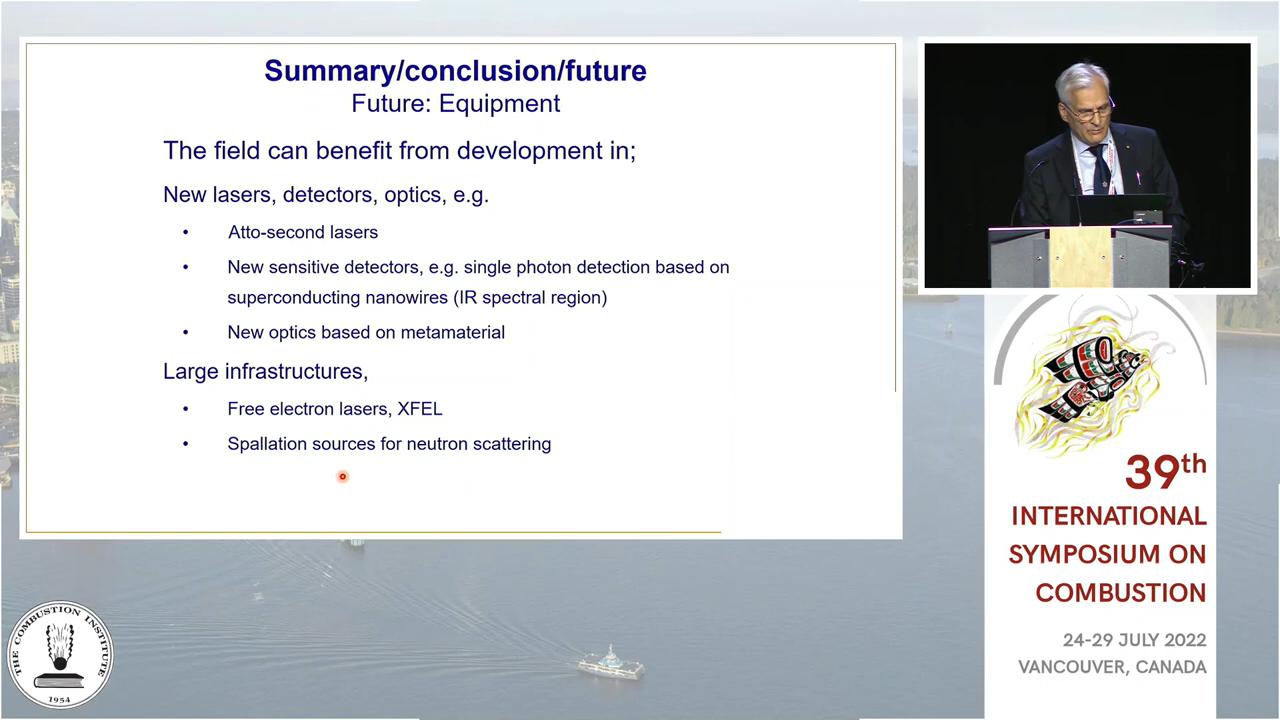 Summary/conclusion/future
Future: Equipment
The field can benefit from development in;
New lasers, detectors, optics, e.g.
• Atto-second lasers
• New sensitive detectors, e.g. single photon detection based on
superconducting nanowires (IR spectral region)
• New optics based on metamaterial
Large infrastructures,
• Free electron lasers, XFEL
• Spallation sources for neutron scattering
39th
INTERNATIONAL
SYMPOSIUM ON
COMBUSTION
24-29 JULY 2022
VANCOUVER, CANADA
THE COMBUSTION INSTITUTE
1954